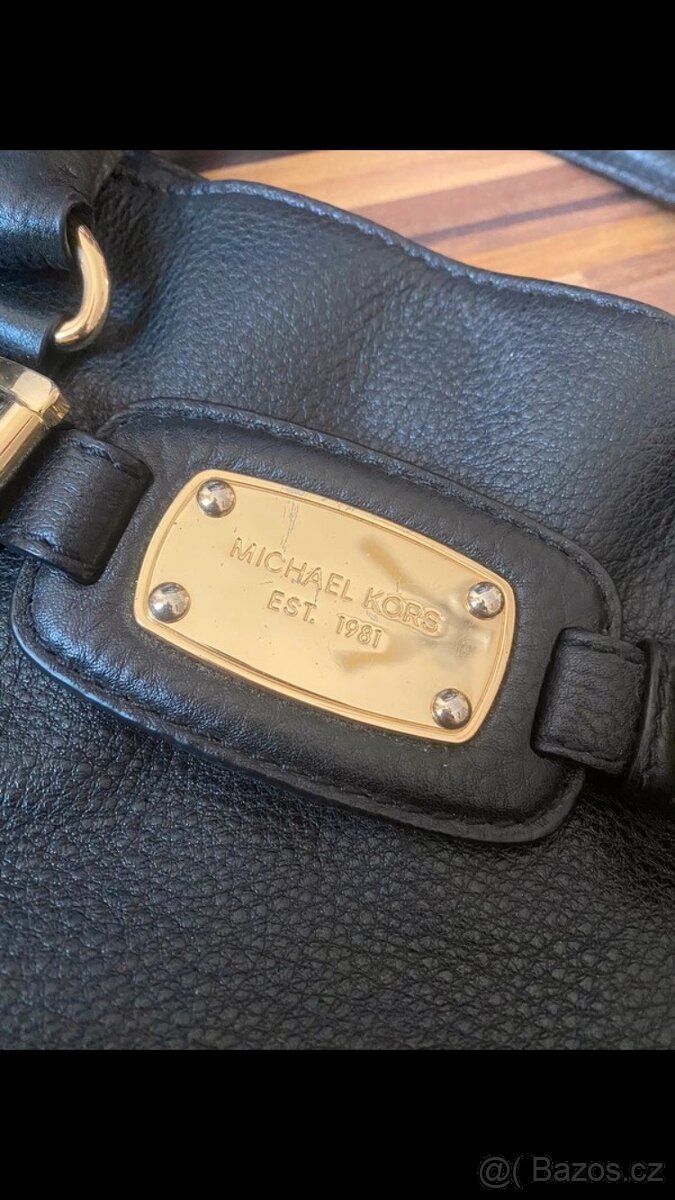 MICHAEL KORS
EST. 1981
@( Bazos.cz